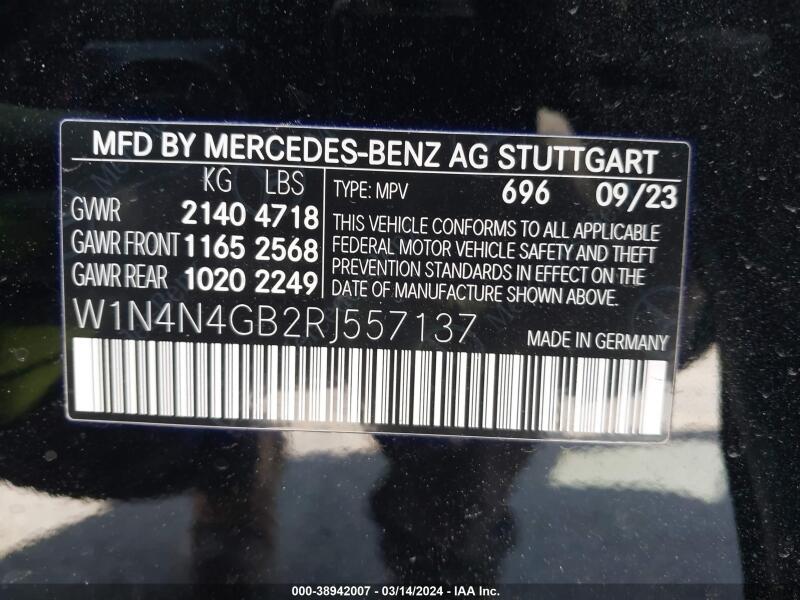 MFD BY MERCEDES-BENZ AG STUTTGART
KG LBS
GVWR 2140 4718
GAWR FRONT 1165 2568
GAWR REAR 1020 2249
TYPE: MPV 696 09/23
THIS VEHICLE CONFORMS TO ALL APPLICABLE
FEDERAL MOTOR VEHICLE SAFETY AND THEFT
PREVENTION STANDARDS IN EFFECT ON THE
DATE OF MANUFACTURE SHOWN ABOVE.
W1N4N4GB2RJ557137
MADE IN GERMANY
000-38942007 - 03/14/2024 - IAA Inc.